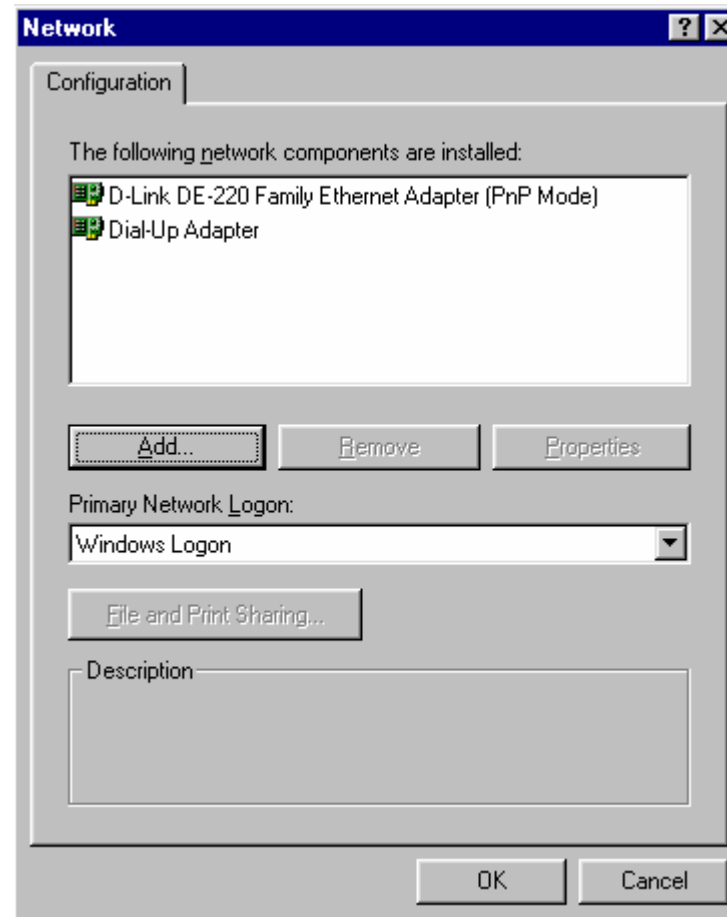 Network
Configuration
The following network components are installed:
D-Link DE-220 Family Ethernet Adapter (PnP Mode)
Dial-Up Adapter
Add... Remove Properties
Primary Network Logon:
Windows Logon
File and Print Sharing...
Description
OK Cancel